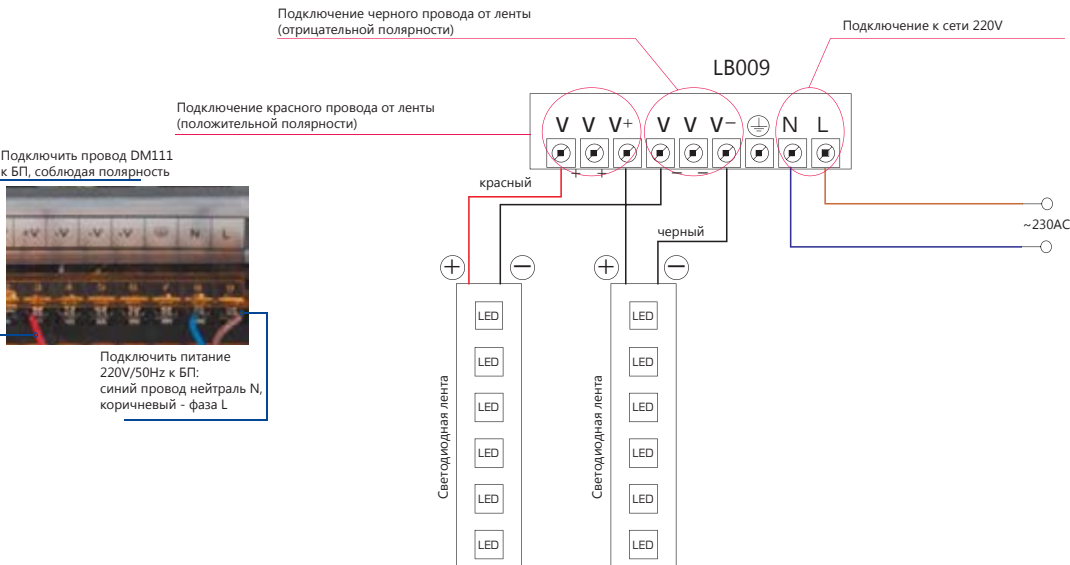 Подключение черного провода от ленты
(отрицательной полярности)
Подключение к сети 220V
LB009
Подключение красного провода от ленты
(положительной полярности)
V V V+ V V V− N L
+ + − −
Подключить провод DM111
к БП, соблюдая полярность
красный
черный
~230AC
+V -V -V -V N L
+ − + −
Подключить питание
220V/50Hz к БП:
синий провод нейтраль N,
коричневый - фаза L
Светодиодная лента
LED
LED
LED
LED
LED
LED
Светодиодная лента
LED
LED
LED
LED
LED
LED